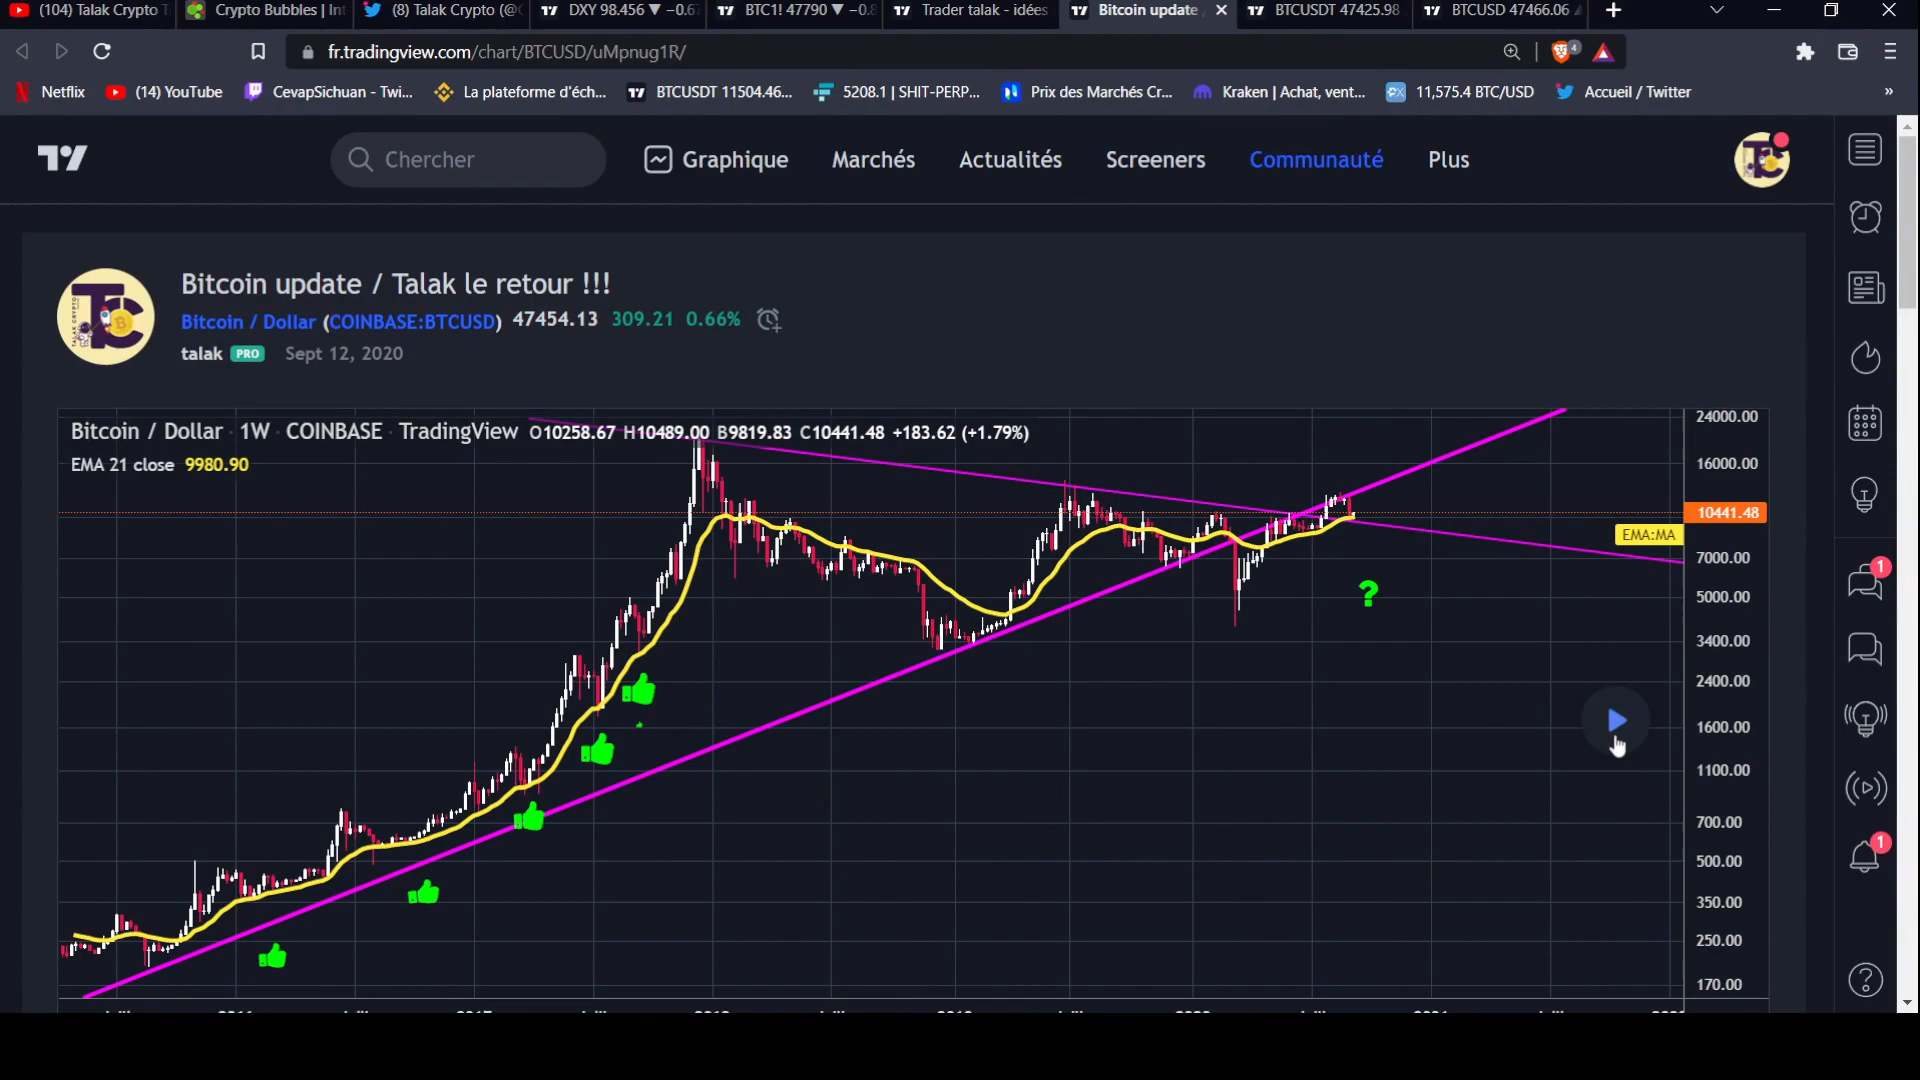 (104) Talak Crypto T
Crypto Bubbles | Int
(8) Talak Crypto (@C
DXY 98.456 ▼ −0.67
BTC1! 47790 ▼ −0.8
Trader talak - idées
Bitcoin update
BTCUSDT 47425.98
BTCUSD 47466.06
fr.tradingview.com/chart/BTCUSD/uMpnug1R/
4
Netflix
(14) YouTube
CevapSichuan - Twi...
La plateforme d'éch...
BTCUSDT 11504.46...
5208.1 | SHIT-PERP...
Prix des Marchés Cr...
Kraken | Achat, vent...
11,575.4 BTC/USD
Accueil / Twitter
»
Chercher
Graphique
Marchés
Actualités
Screeners
Communauté
Plus
Bitcoin update / Talak le retour !!!
Bitcoin / Dollar (COINBASE:BTCUSD) 47454.13 309.21 0.66%
talak PRO Sept 12, 2020
Bitcoin / Dollar · 1W · COINBASE · TradingView O10258.67 H10489.00 B9819.83 C10441.48 +183.62 (+1.79%)
EMA 21 close 9980.90
24000.00
16000.00
10441.48
EMA:MA
7000.00
?
5000.00
3400.00
2400.00
1600.00
1100.00
700.00
500.00
350.00
250.00
170.00
1
1